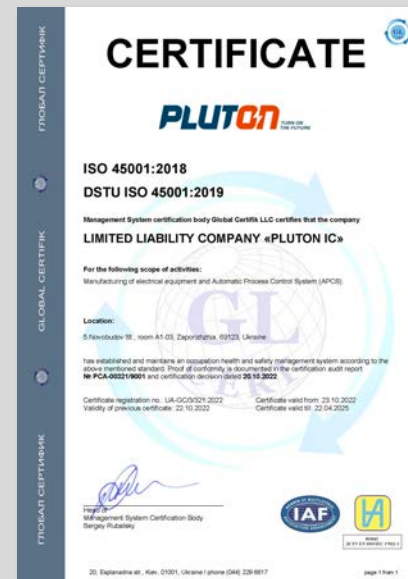 CERTIFICATE
PLUTON TURN ON
THE FUTURE
ISO 45001:2018
DSTU ISO 45001:2019
Management System certification body Global Certifik LLC certifies that the company
LIMITED LIABILITY COMPANY «PLUTON IC»
For the following scope of activities:
Manufacturing of electrical equipment and Automatic Process Control System (APCS).
Location:
5 Novobudov St., room A1-03, Zaporizhzhia, 69123, Ukraine
has established and maintains an occupation health and safety management system according to the
above mentioned standard. Proof of conformity is documented in the certification audit report
№ PCA-00321/9001 and certification decision dated 20.10.2022.
Certificate registration no.: UA-GC/3/321:2022
Validity of previous certificate: 22.10.2022
Certificate valid from: 23.10.2022
Certificate valid till: 22.04.2025
Head of
Management System Certification Body
Sergey Rubalsky
IAF
20, Esplanadna str., Kiev, 01001, Ukraine I phone (044) 228 6617
page 1 from 1
ГЛОБАЛ СЕРТИФІК
GLOBAL CERTIFIK
ГЛОБАЛ СЕРТИФИК
GL
CERT